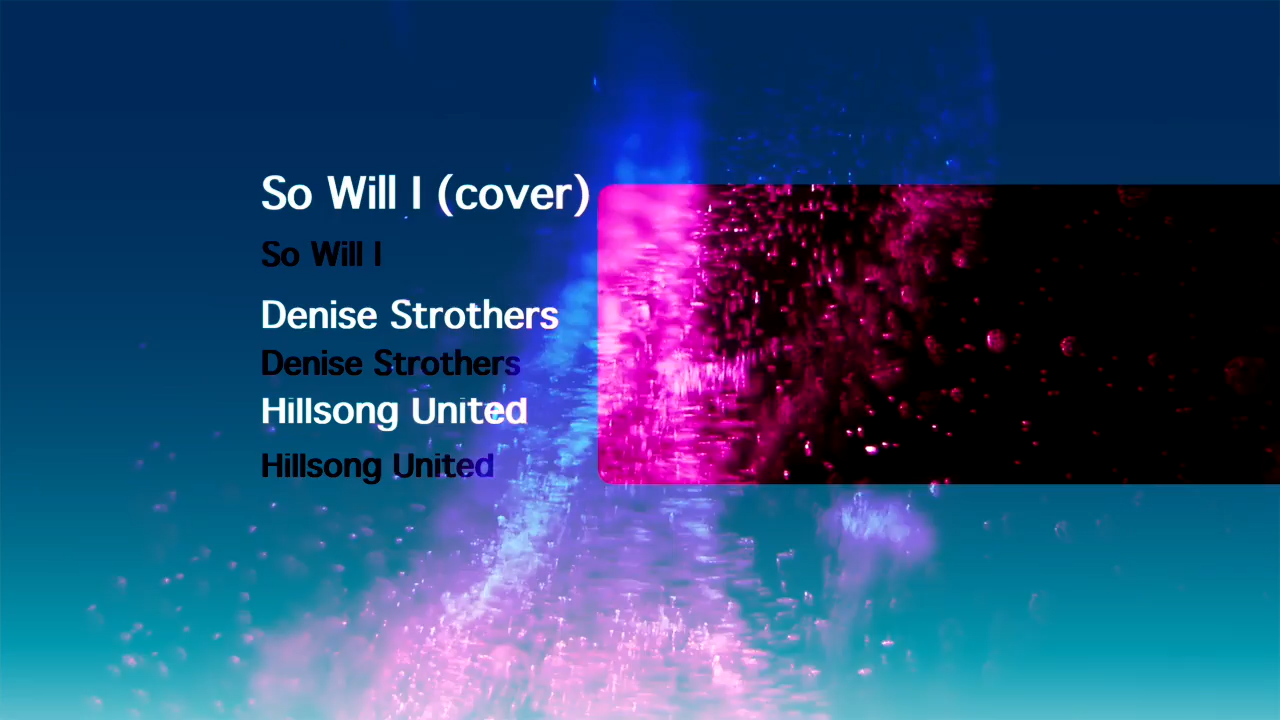 So Will I (cover)
So Will I
Denise Strothers
Denise Strothers
Hillsong United
Hillsong United